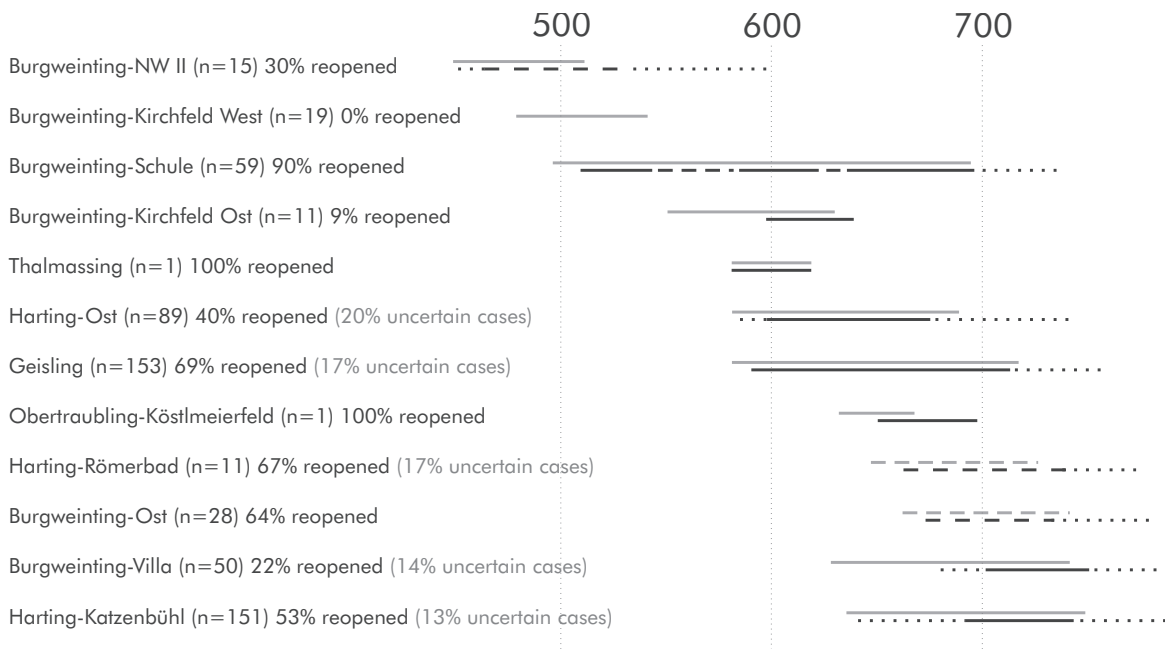 500 600 700
Burgweinting-NW II (n=15) 30% reopened
Burgweinting-Kirchfeld West (n=19) 0% reopened
Burgweinting-Schule (n=59) 90% reopened
Burgweinting-Kirchfeld Ost (n=11) 9% reopened
Thalmassing (n=1) 100% reopened
Harting-Ost (n=89) 40% reopened (20% uncertain cases)
Geisling (n=153) 69% reopened (17% uncertain cases)
Obertraubling-Köstlmeierfeld (n=1) 100% reopened
Harting-Römerbad (n=11) 67% reopened (17% uncertain cases)
Burgweinting-Ost (n=28) 64% reopened
Burgweinting-Villa (n=50) 22% reopened (14% uncertain cases)
Harting-Katzenbühl (n=151) 53% reopened (13% uncertain cases)